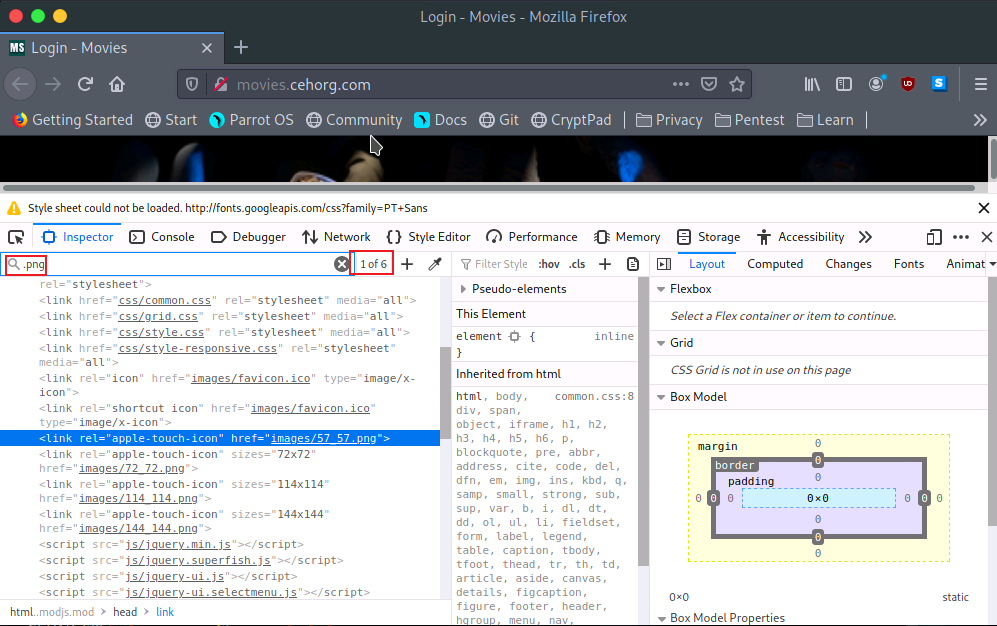 Login - Movies - Mozilla Firefox
MS Login - Movies
movies.cehorg.com
Getting Started Start Parrot OS Community Docs Git CryptPad Privacy Pentest Learn
Style sheet could not be loaded. http://fonts.googleapis.com/css?family=PT+Sans
Inspector Console Debugger Network Style Editor Performance Memory Storage Accessibility
.png 1 of 6
rel="stylesheet">
<link href="css/common.css" rel="stylesheet" media="all">
<link href="css/grid.css" rel="stylesheet" media="all">
<link href="css/style.css" rel="stylesheet" media="all">
<link href="css/style-responsive.css" rel="stylesheet"
media="all">
<link rel="icon" href="images/favicon.ico" type="image/x-
icon">
<link rel="shortcut icon" href="images/favicon.ico"
type="image/x-icon">
<link rel="apple-touch-icon" href="images/57_57.png">
<link rel="apple-touch-icon" sizes="72x72"
href="images/72_72.png">
<link rel="apple-touch-icon" sizes="114x114"
href="images/114_114.png">
<link rel="apple-touch-icon" sizes="144x144"
href="images/144_144.png">
<script src="js/jquery.min.js"></script>
<script src="js/jquery.superfish.js"></script>
<script src="js/jquery-ui.js"></script>
<script src="js/jquery-ui.selectmenu.js"></script>
html..modjs.mod > head > link
Filter Style :hov .cls
Pseudo-elements
This Element
element { inline
}
Inherited from html
html, body, common.css:8
div, span,
object, iframe, h1, h2,
h3, h4, h5, h6, p,
blockquote, pre, abbr,
address, cite, code, del,
dfn, em, img, ins, kbd, q,
samp, small, strong, sub,
sup, var, b, i, dl, dt,
dd, ol, ul, li, fieldset,
form, label, legend,
table, caption, tbody,
tfoot, thead, tr, th, td,
article, aside, canvas,
details, figcaption,
figure, footer, header,
hgroup, menu, nav,
Layout Computed Changes Fonts Animat
Flexbox
Select a Flex container or item to continue.
Grid
CSS Grid is not in use on this page
Box Model
margin 0
border 0
padding 0
0 0 0 0×0 0 0 0
0
0
0
0×0 static
Box Model Properties